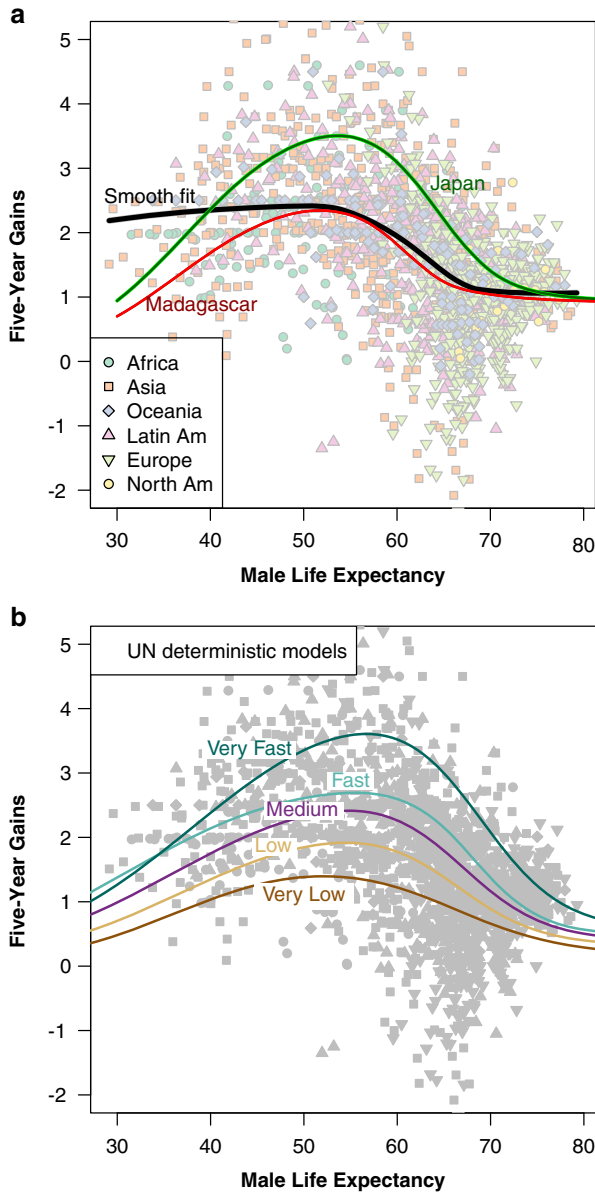 a
5
4
3
2
1
0
-1
-2
Five-Year Gains
Smooth fit
Japan
Madagascar
Africa
Asia
Oceania
Latin Am
Europe
North Am
30 40 50 60 70 80
Male Life Expectancy
b
UN deterministic models
5
4
3
2
1
0
-1
-2
Five-Year Gains
Very Fast
Fast
Medium
Low
Very Low
30 40 50 60 70 80
Male Life Expectancy